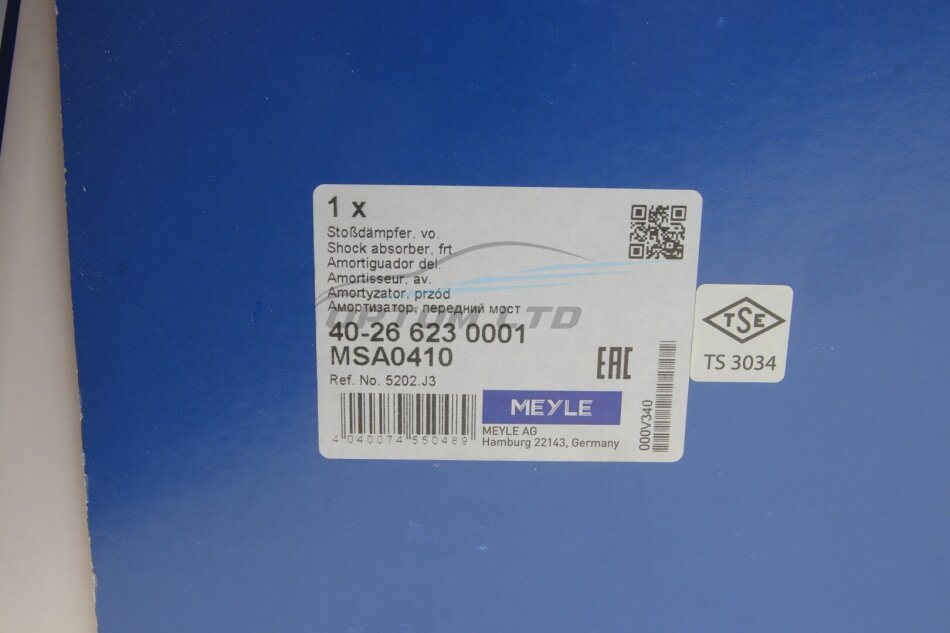 1 x
Stoßdämpfer, vo.
Shock absorber, frt.
Amortiguador del.
Amortisseur, av.
Amortyzator, przód
Амортизатор, передний мост
OPTOM LTD
40-26 623 0001
MSA0410
Ref. No. 5202.J3
EAC
4 040074 550489
MEYLE
MEYLE AG
Hamburg 22143, Germany
000V340
TSE
TS 3034